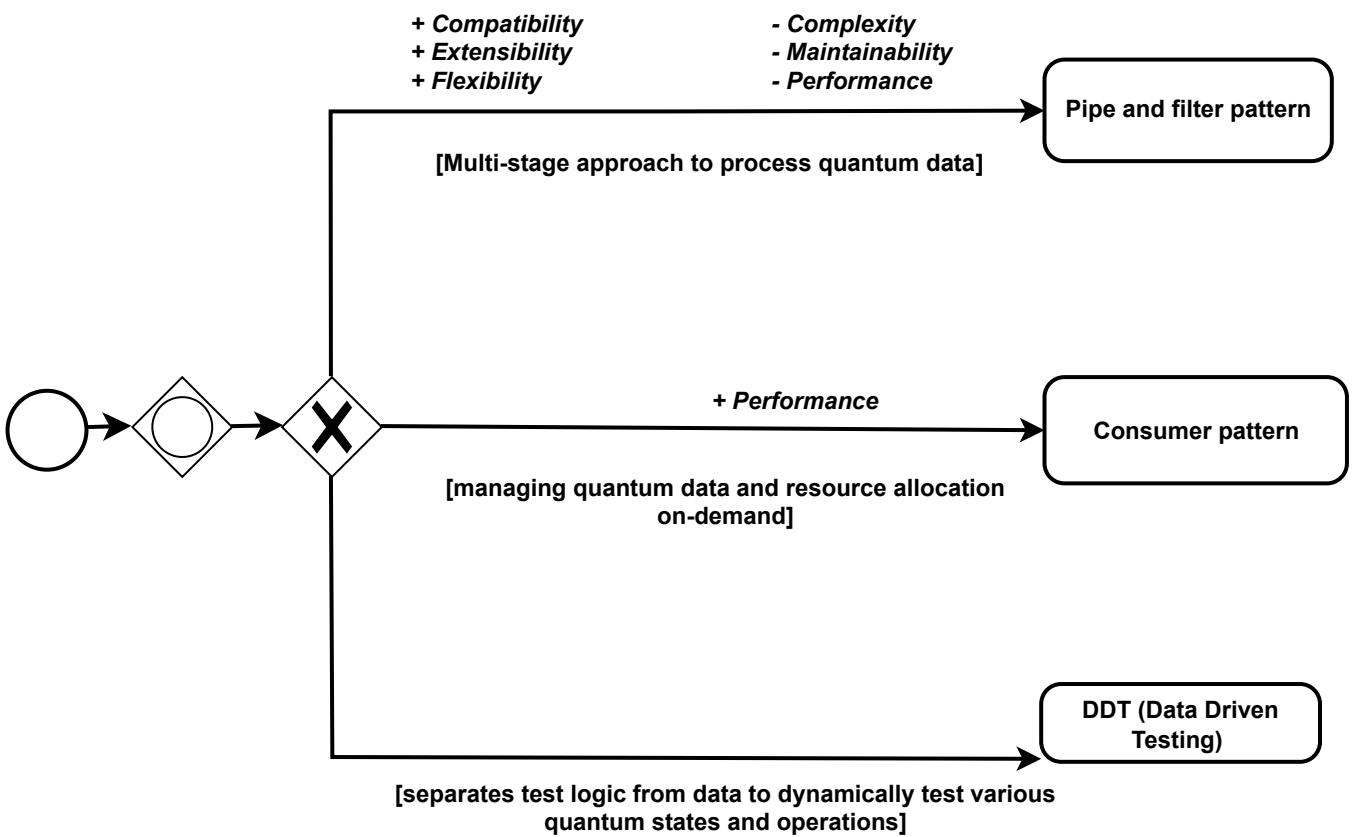 + Compatibility
+ Extensibility
+ Flexibility
- Complexity
- Maintainability
- Performance
Pipe and filter pattern
[Multi-stage approach to process quantum data]
+ Performance
Consumer pattern
[managing quantum data and resource allocation
on-demand]
DDT (Data Driven
Testing)
[separates test logic from data to dynamically test various
quantum states and operations]